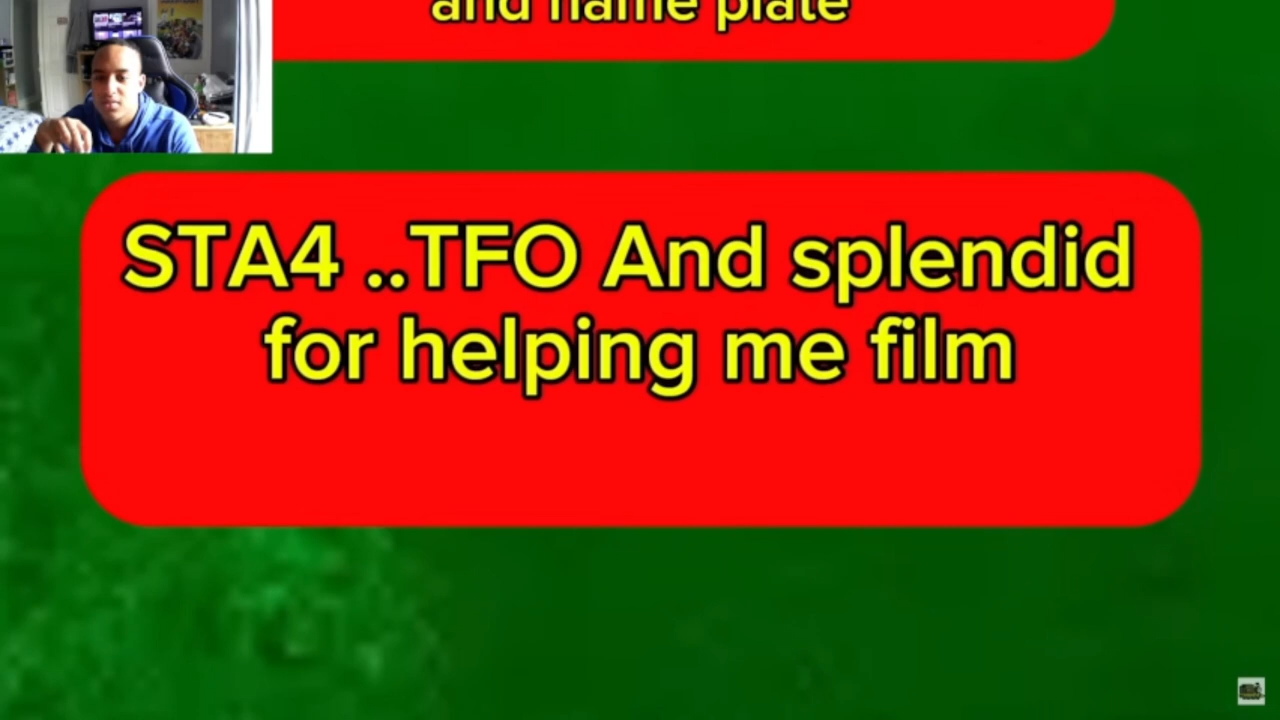 and name plate
STA4 ..TFO And splendid
for helping me film